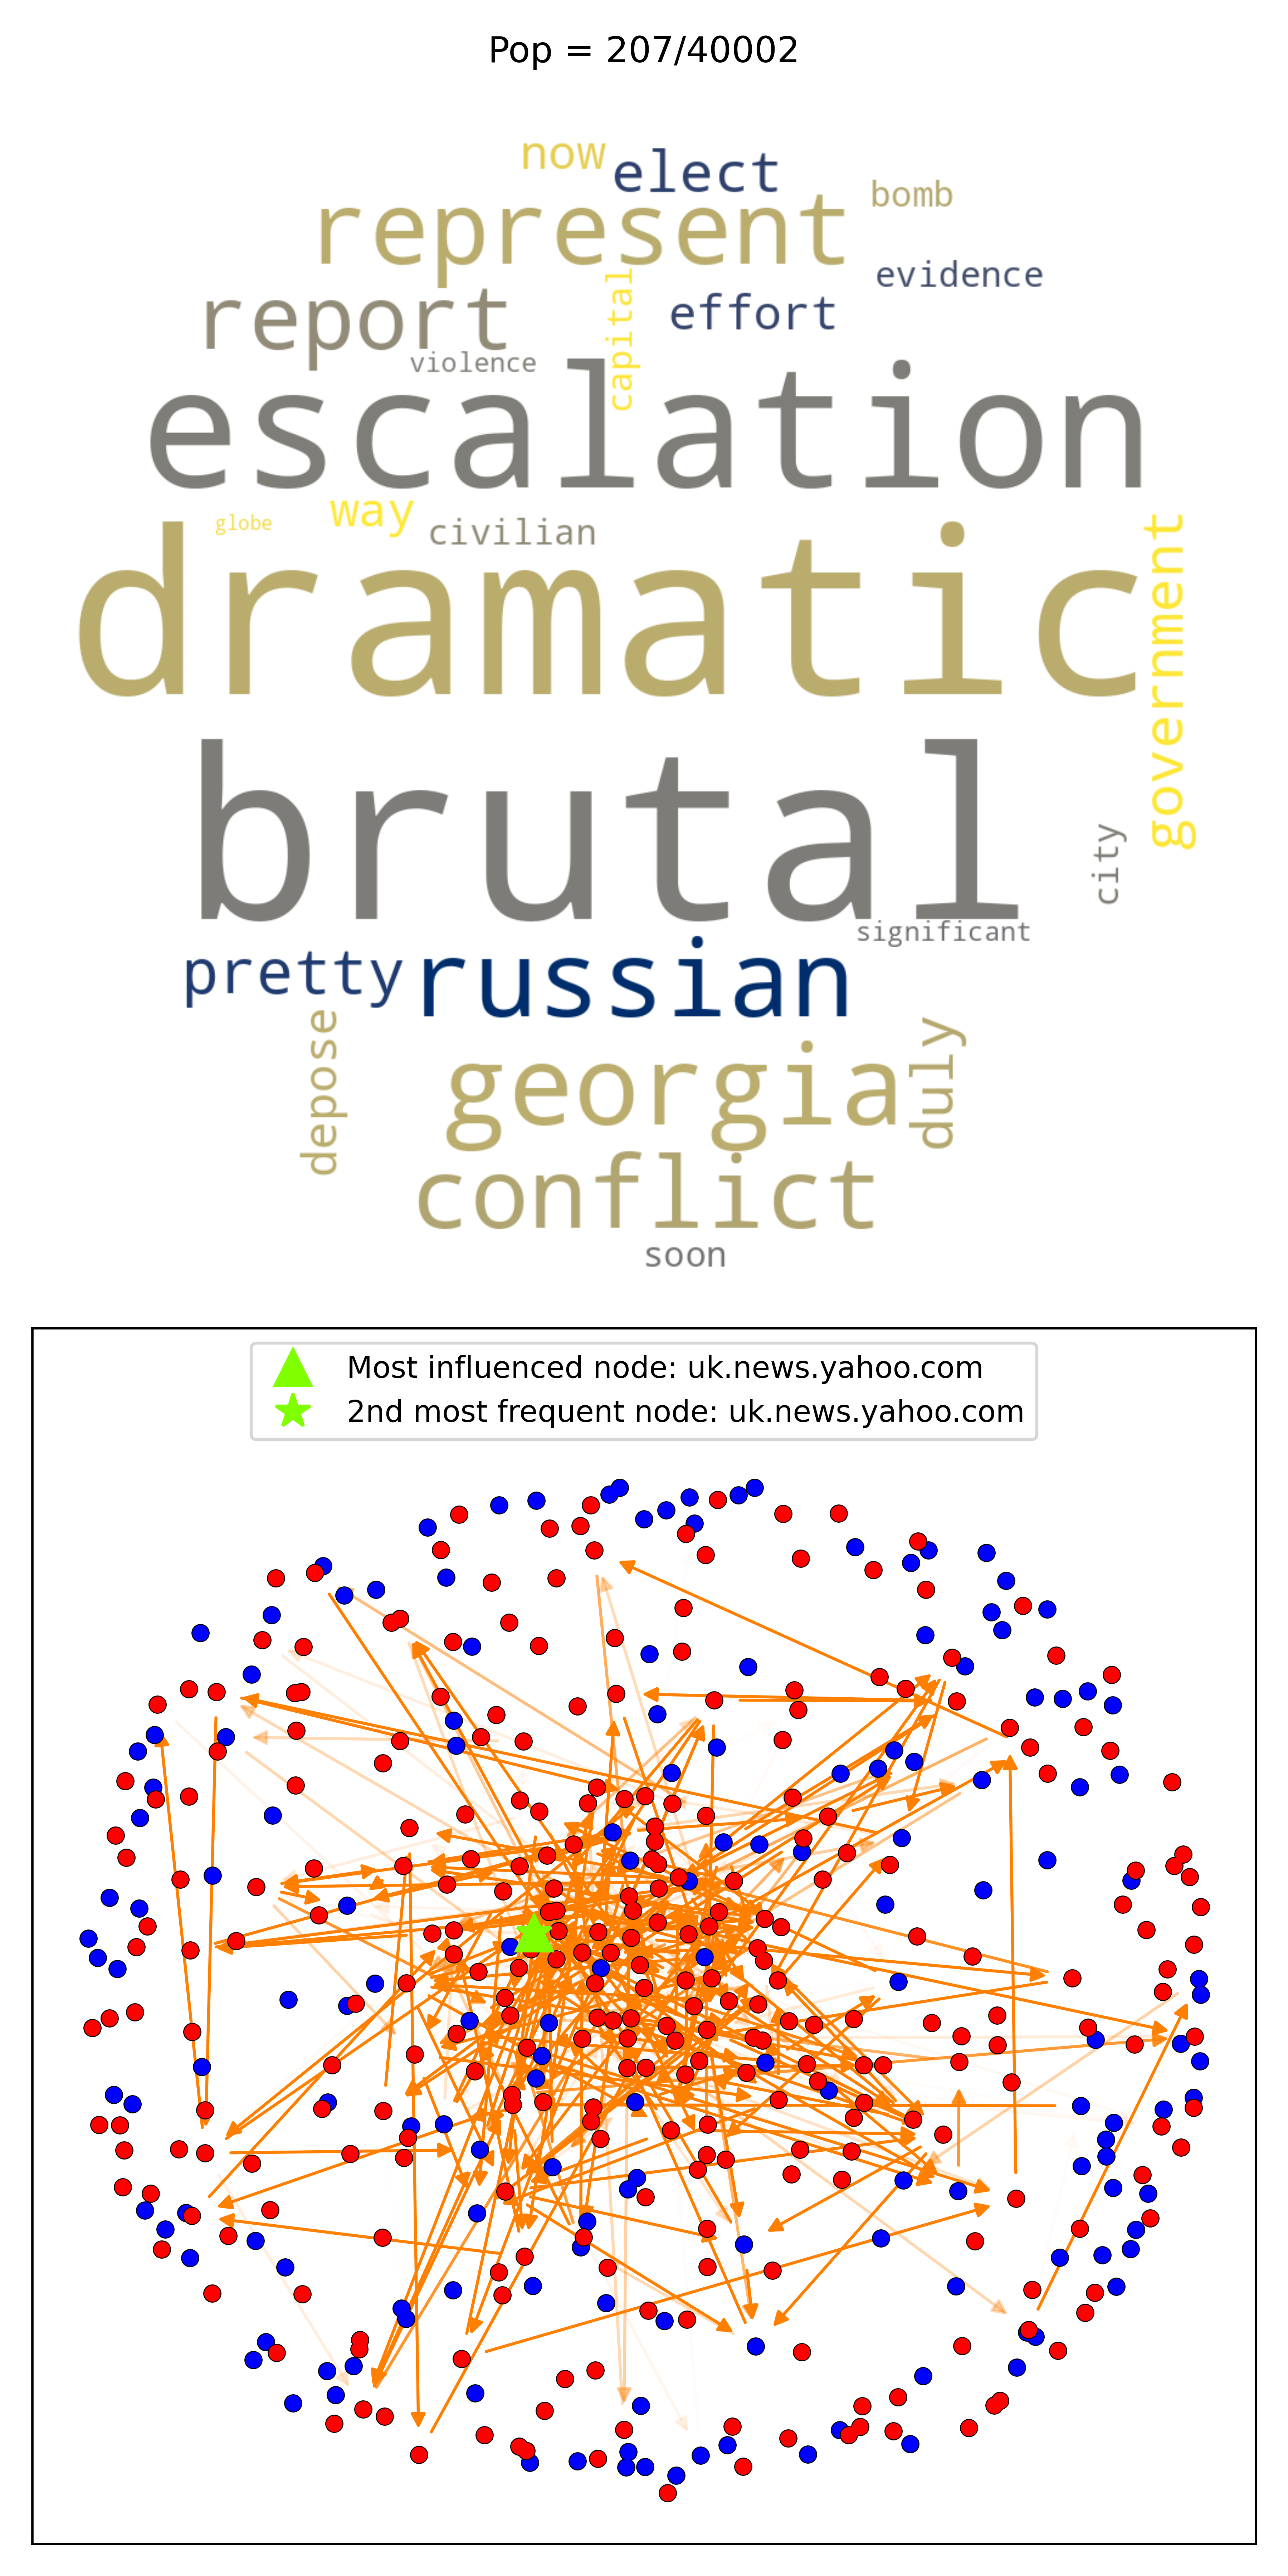 Pop = 207/40002
now
elect
bomb
represent
evidence
capital
effort
report
violence
escalation
way
globe
civilian
government
dramatic
brutal
city
significant
pretty
russian
depose
duly
georgia
conflict
soon
Most influenced node: uk.news.yahoo.com
2nd most frequent node: uk.news.yahoo.com